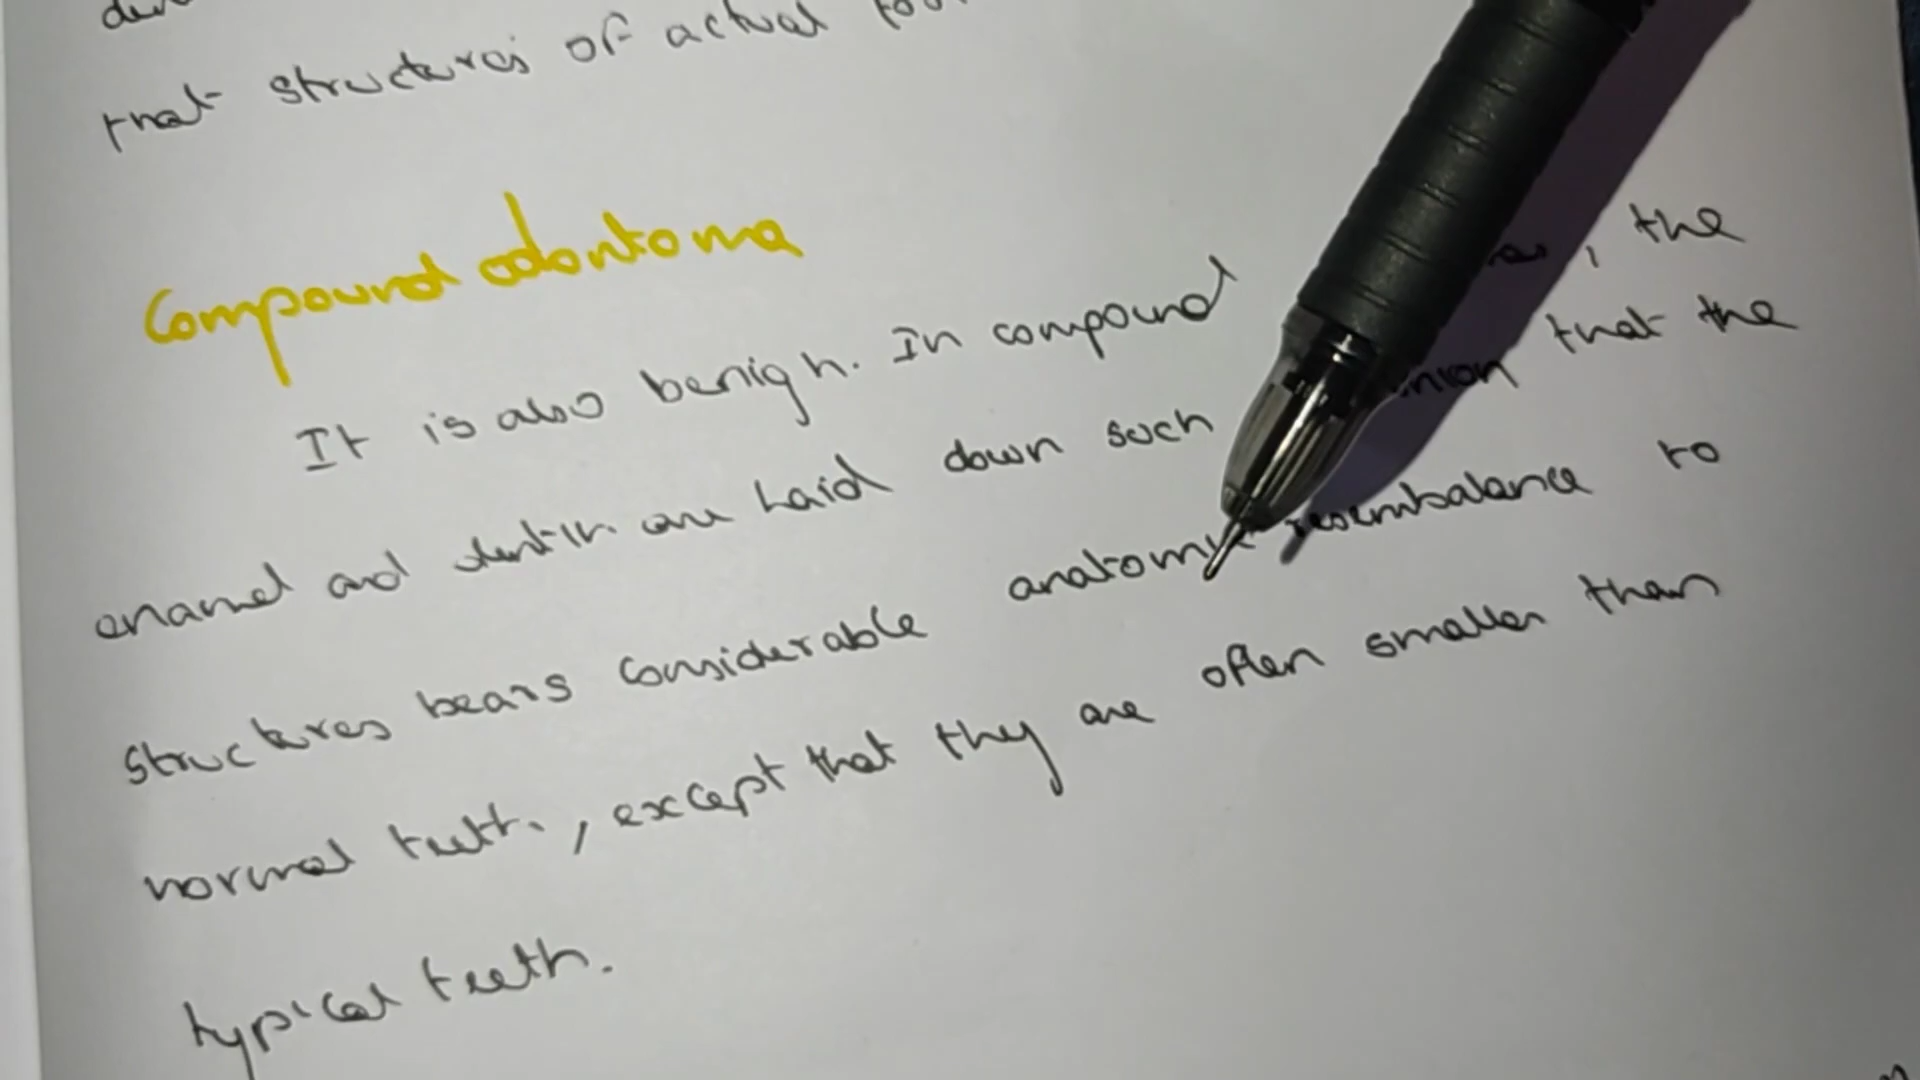 that structures of actual
Compound odontoma
It is also benign. In compound , the
enamel and dentin are laid down such that the
structures bears considerable anatomic resembalance to
normal teeth, except that they are often smaller than
typical teeth.